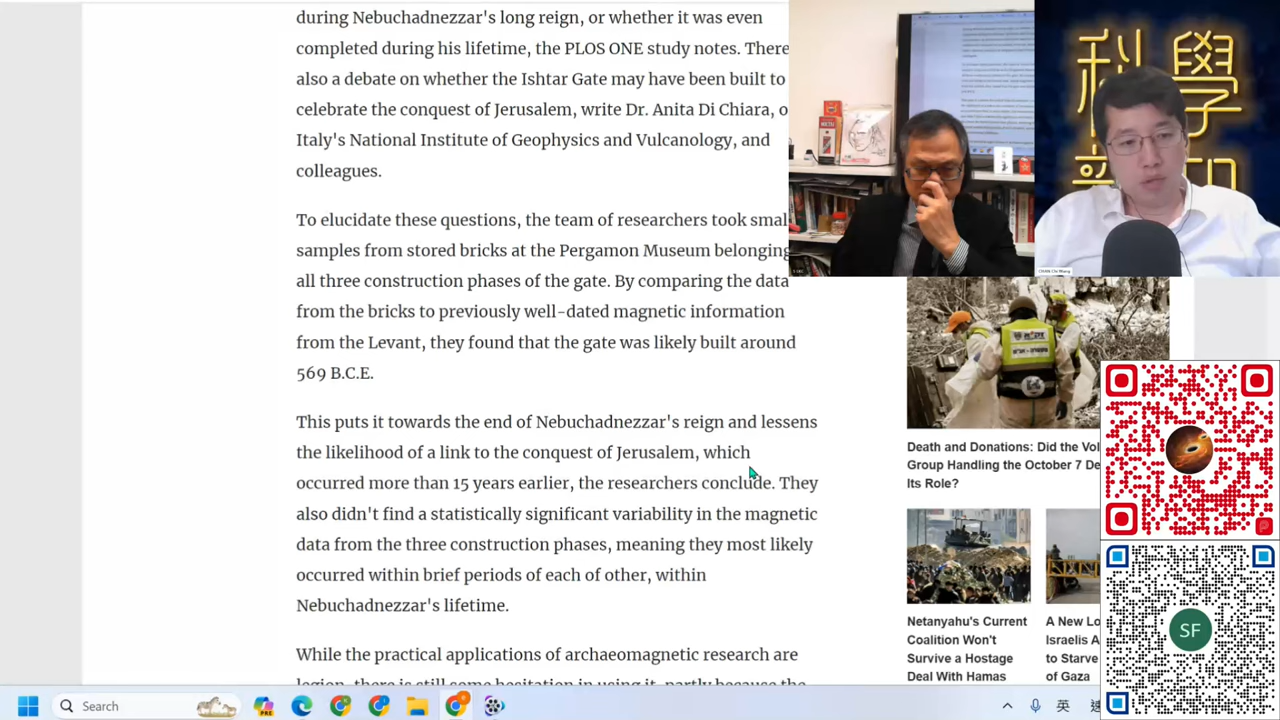 during Nebuchadnezzar's long reign, or whether it was even
completed during his lifetime, the PLOS ONE study notes. There
a debate on whether the Ishtar Gate may have been built to
celebrate the conquest of Jerusalem, write Dr. Anita Di Chiara, o
Italy's National Institute of Geophysics and Vulcanology, and
colleagues.
To elucidate these questions, the team of researchers took smal
samples from stored bricks at the Pergamon Museum belonging
all three construction phases of the gate. By comparing the data
from the bricks to previously well-dated magnetic information
from the Levant, they found that the gate was likely built around
569 B.C.E.
This puts it towards the end of Nebuchadnezzar's reign and lessens
the likelihood of a link to the conquest of Jerusalem, which
occurred more than 15 years earlier, the researchers conclude. They
also didn't find a statistically significant variability in the magnetic
data from the three construction phases, meaning they most likely
occurred within brief periods of each of other, within
Nebuchadnezzar's lifetime.
While the practical applications of archaeomagnetic research are
科學
Death and Donations: Did the Vol
Group Handling the October 7 De
Its Role?
Netanyahu's Current
Coalition Won't
Survive a Hostage
Deal With Hamas
A New Lo
Israelis A
to Starve
of Gaza
SF
Search
PRE
英
速